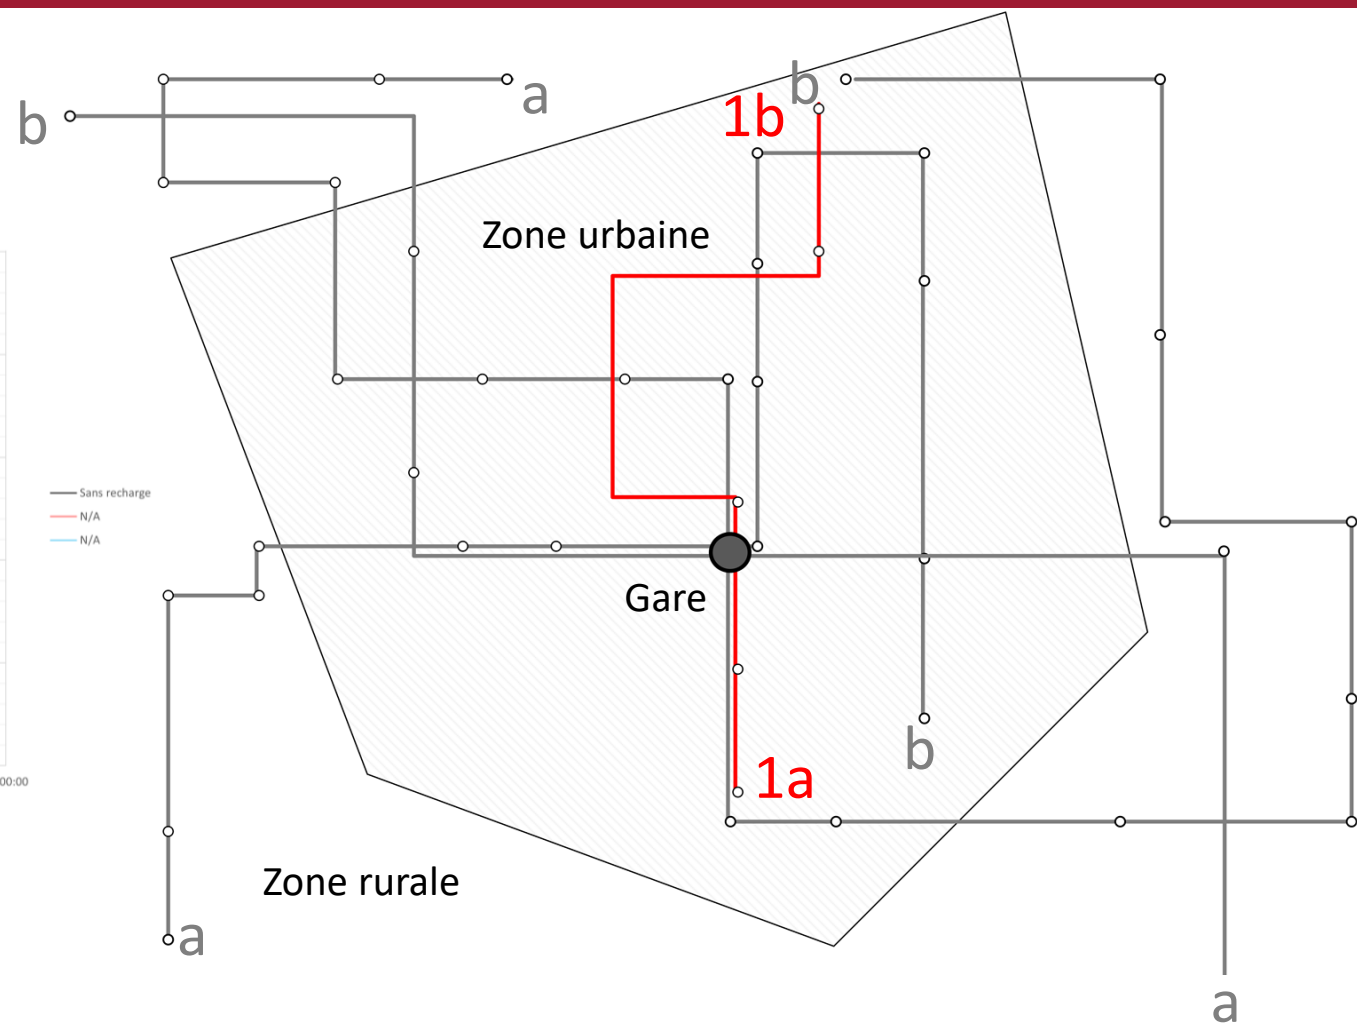 b
a
b
1b
Zone urbaine
Sans recharge
N/A
N/A
Gare
b
00:00
1a
Zone rurale
a
a